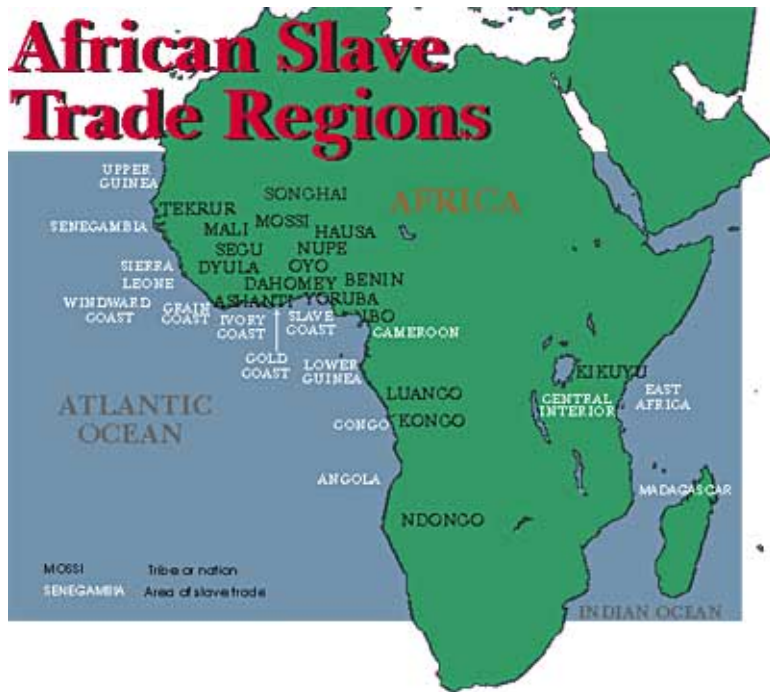 African Slave
Trade Regions
UPPER
GUINEA
SONGHAI
AFRICA
TEKRUR
SENEGAMBIA
MALI
MOSSI
HAUSA
SEGU
NUPE
SIERRA
LEONE
DYULA
OYO
DAHOMEY
BENIN
WINDWARD
COAST
GRAIN
COAST
ASHANTI
YORUBA
IVORY
COAST
SLAVE
COAST
CAMEROON
GOLD
COAST
LOWER
GUINEA
KIKUYU
LUANGO
CENTRAL
INTERIOR
EAST
AFRICA
ATLANTIC
OCEAN
CONGO
KONGO
ANGOLA
MADAGASCAR
NDONGO
MOSSI Tribe or nation
SENEGAMBIA Area of slave trade
INDIAN OCEAN